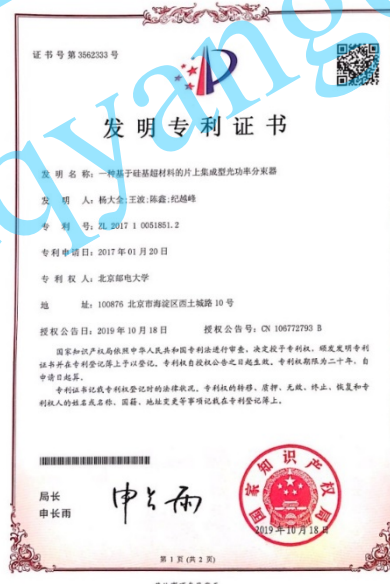 证书号第3562333号
发明专利证书
发 明 名 称：一种基于硅基超材料的片上集成型光功率分束器
发 明 人：杨大全;王波;陈鑫;纪越峰
专 利 号：ZL 2017 1 0051851.2
专利申请日：2017年01月20日
专 利 权 人：北京邮电大学
地 址：100876 北京市海淀区西土城路10号
授权公告日：2019年10月18日 授权公告号：CN 106772793 B
国家知识产权局依照中华人民共和国专利法进行审查，决定授予专利权，颁发发明专利
证书并在专利登记簿上予以登记。专利权自授权公告之日起生效。专利权期限为二十年，自
申请日起算。
专利证书记载专利权登记时的法律状况。专利权的转移、质押、无效、终止、恢复和专
利权人的姓名或名称、国籍、地址变更等事项记载在专利登记簿上。
局长
申长雨
申长雨
国家知识产权局
2019年10月18日
第 1 页 (共 2 页)